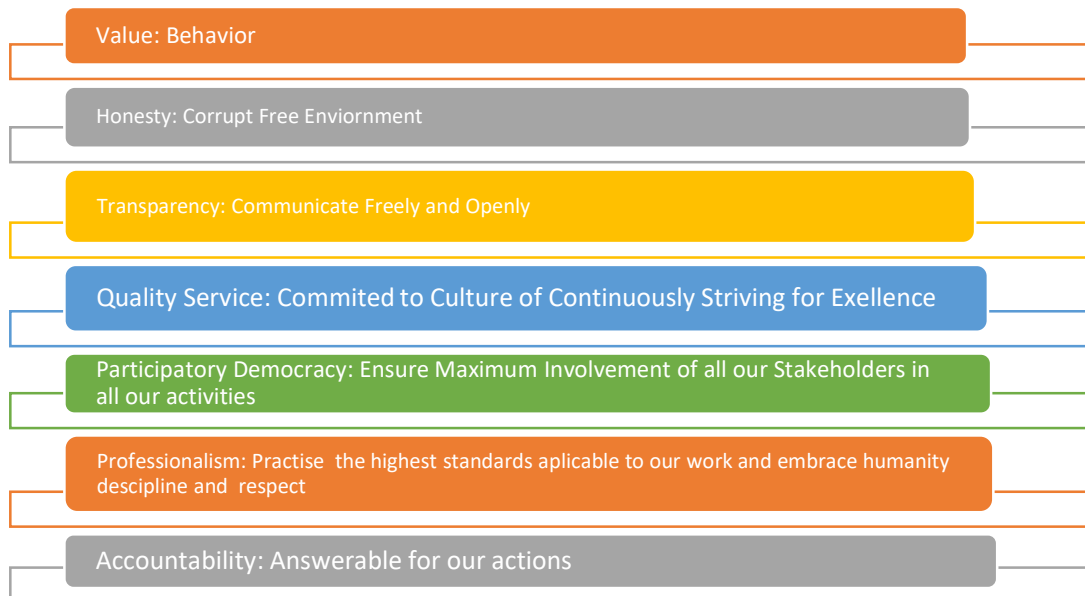 Value: Behavior
Honesty: Corrupt Free Enviornment
Transparency: Communicate Freely and Openly
Quality Service: Commited to Culture of Continuously Striving for Exellence
Participatory Democracy: Ensure Maximum Involvement of all our Stakeholders in
all our activities
Professionalism: Practise the highest standards aplicable to our work and embrace humanity
descipline and respect
Accountability: Answerable for our actions